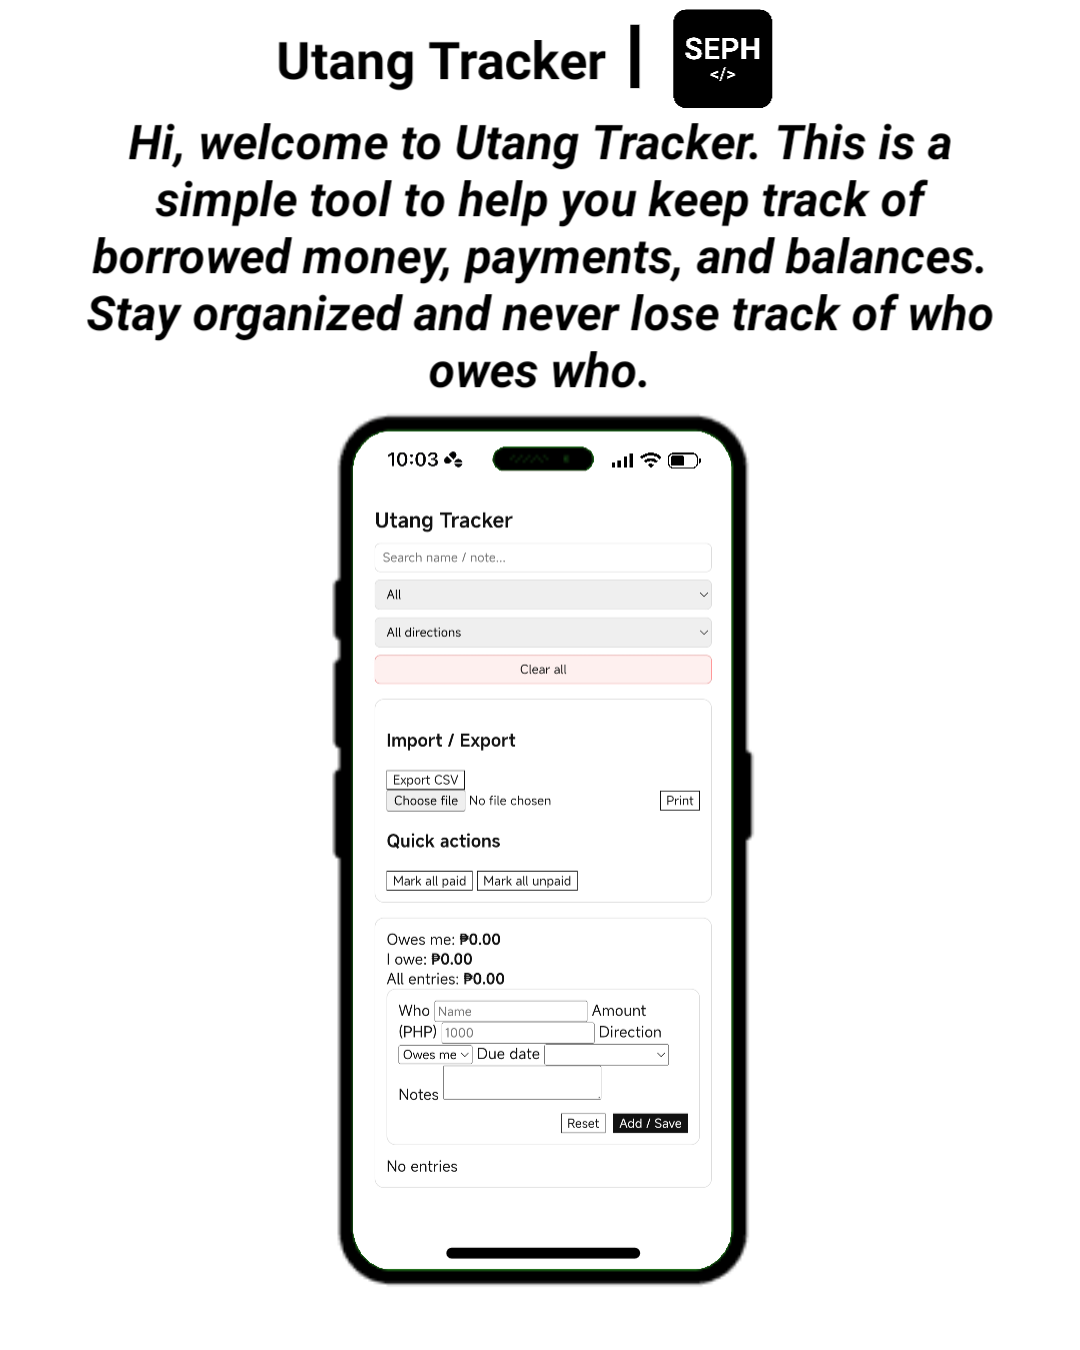 Utang Tracker |
SEPH
</>
Hi, welcome to Utang Tracker. This is a
simple tool to help you keep track of
borrowed money, payments, and balances.
Stay organized and never lose track of who
owes who.
10:03
Utang Tracker
Search name / note...
All
All directions
Clear all
Import / Export
Export CSV
Choose file No file chosen Print
Quick actions
Mark all paid Mark all unpaid
Owes me: ₱0.00
I owe: ₱0.00
All entries: ₱0.00
Who Name Amount
(PHP) 1000 Direction
Owes me Due date
Notes
Reset Add / Save
No entries